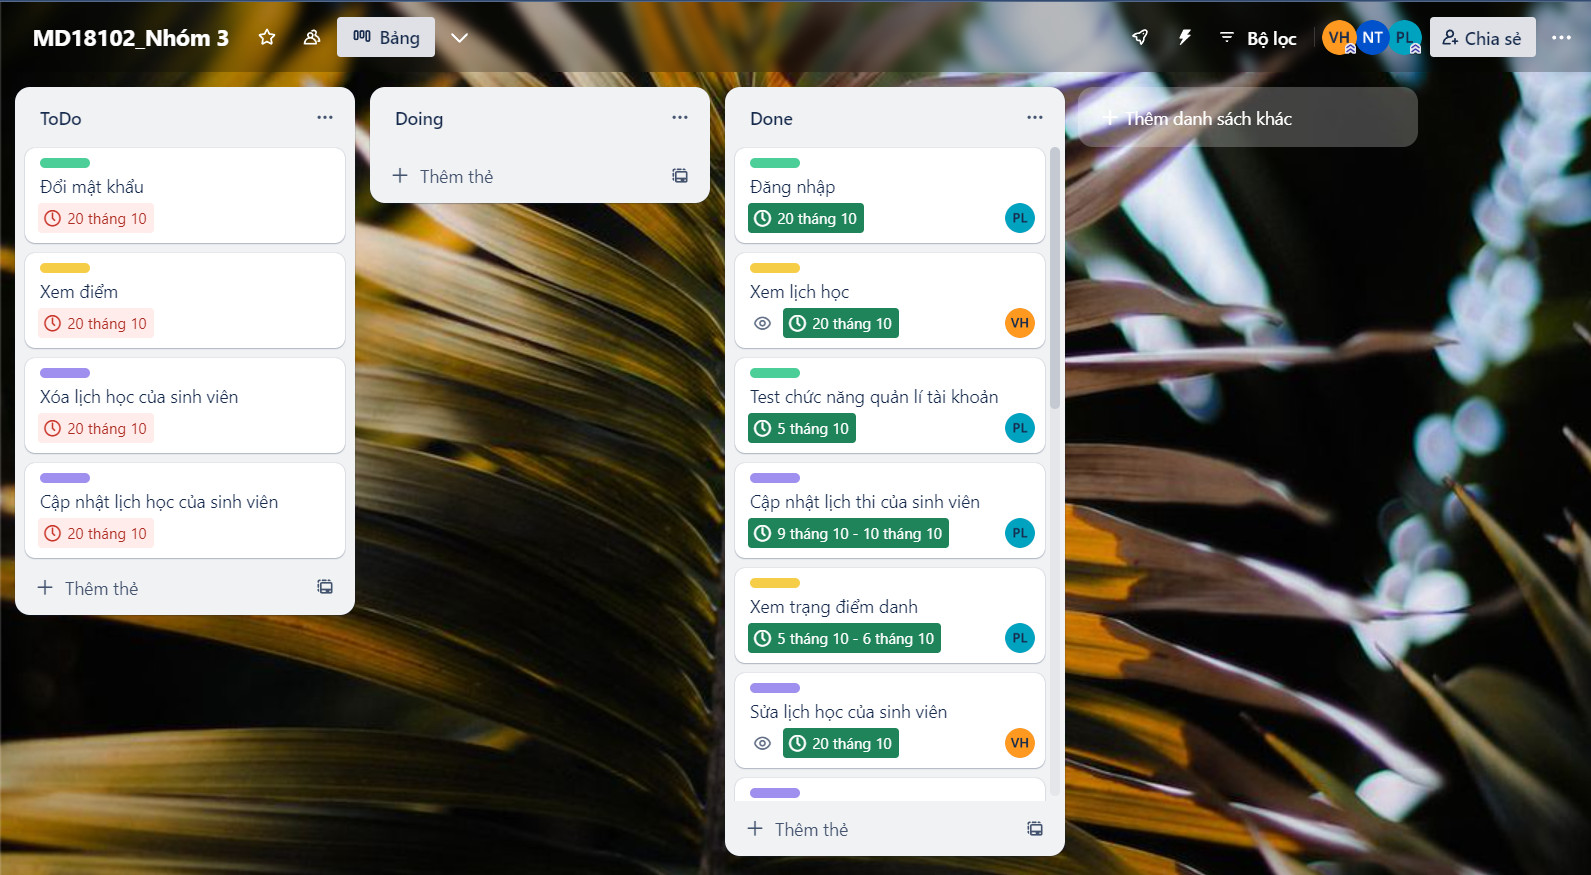 MD18102_Nhóm 3
Bảng
Bộ lọc
VH
NT
PL
Chia sẻ
ToDo
Đổi mật khẩu
20 tháng 10
Xem điểm
20 tháng 10
Xóa lịch học của sinh viên
20 tháng 10
Cập nhật lịch học của sinh viên
20 tháng 10
Thêm thẻ
Doing
Thêm thẻ
Done
Đăng nhập
20 tháng 10
PL
Xem lịch học
20 tháng 10
VH
Test chức năng quản lí tài khoản
5 tháng 10
PL
Cập nhật lịch thi của sinh viên
9 tháng 10 - 10 tháng 10
PL
Xem trạng điểm danh
5 tháng 10 - 6 tháng 10
PL
Sửa lịch học của sinh viên
20 tháng 10
VH
Thêm thẻ
Thêm danh sách khác